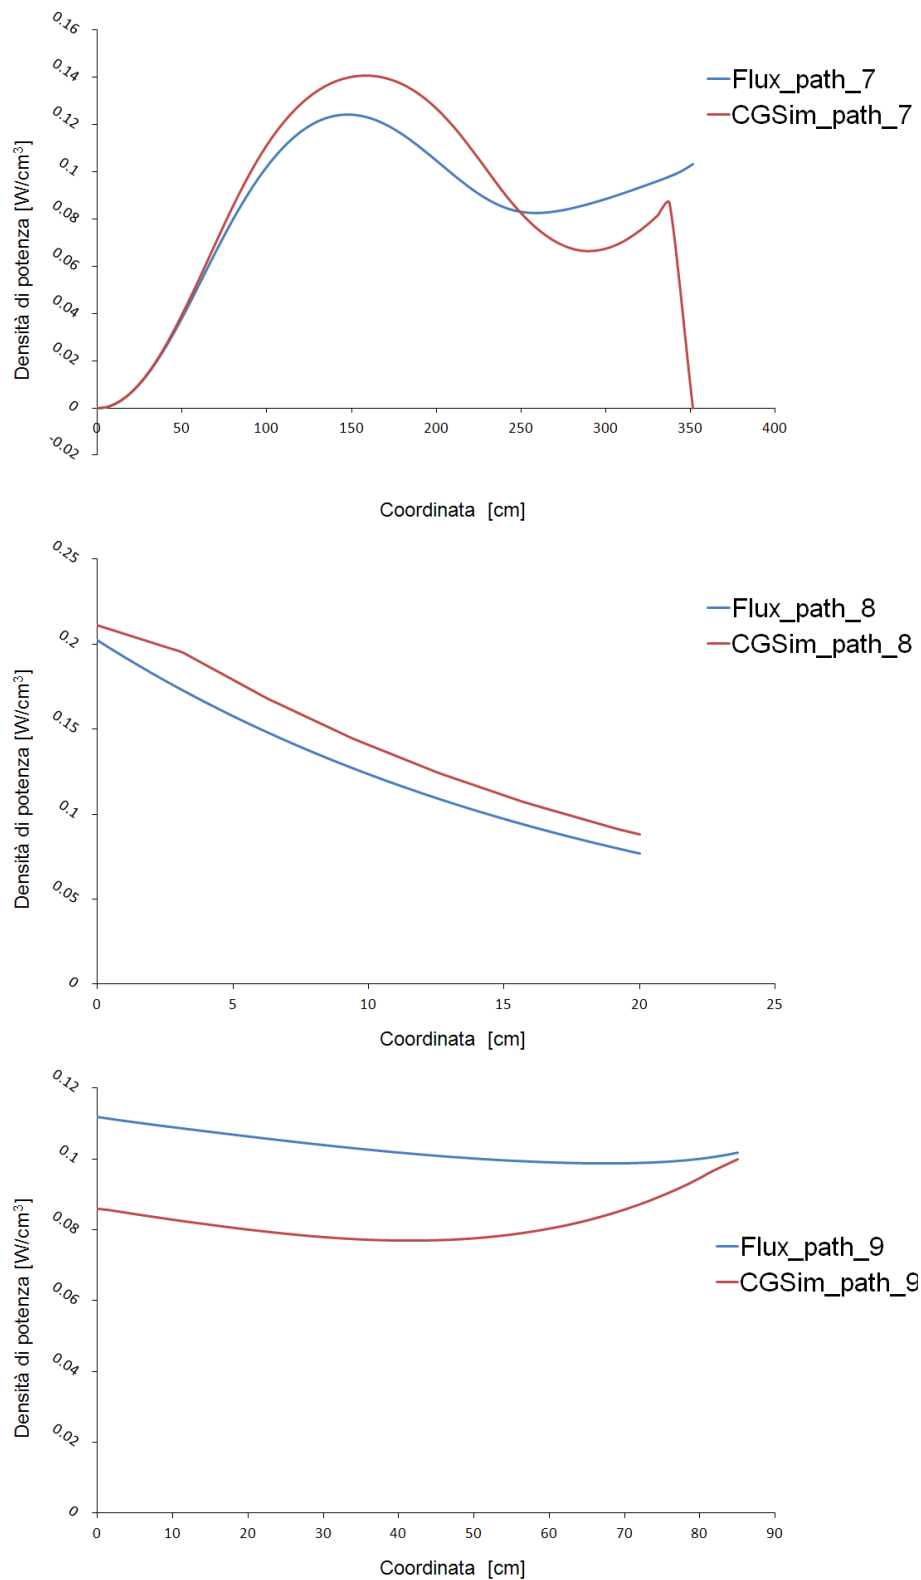 0.16
0.14
0.12
0.1
0.08
0.06
0.04
0.02
0
-0.02
Densità di potenza [W/cm³]
Flux_path_7
CGSim_path_7
0 50 100 150 200 250 300 350 400
Coordinata [cm]
0.25
0.2
0.15
0.1
0.05
0
Densità di potenza [W/cm³]
Flux_path_8
CGSim_path_8
0 5 10 15 20 25
Coordinata [cm]
0.12
0.1
0.08
0.06
0.04
0.02
0
Densità di potenza [W/cm³]
Flux_path_9
CGSim_path_9
0 10 20 30 40 50 60 70 80 90
Coordinata [cm]